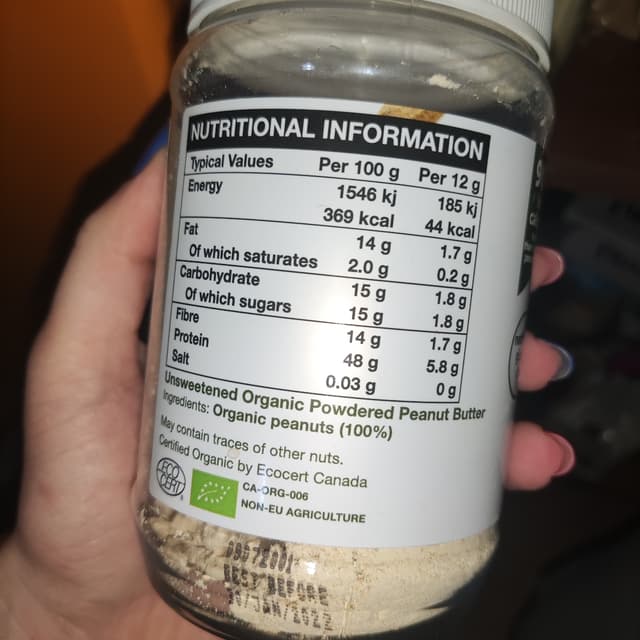 NUTRITIONAL INFORMATION
Typical Values Per 100 g Per 12 g
Energy 1546 kj 185 kj
369 kcal 44 kcal
Fat 14 g 1.7 g
Of which saturates 2.0 g 0.2 g
Carbohydrate 15 g 1.8 g
Of which sugars 15 g 1.8 g
Fibre 14 g 1.7 g
Protein 48 g 5.8 g
Salt 0.03 g 0 g
Unsweetened Organic Powdered Peanut Butter
Ingredients: Organic peanuts (100%)
May contain traces of other nuts.
Certified Organic by Ecocert Canada
ECO
CERT
CA-ORG-006
NON-EU AGRICULTURE
BEST BEFORE